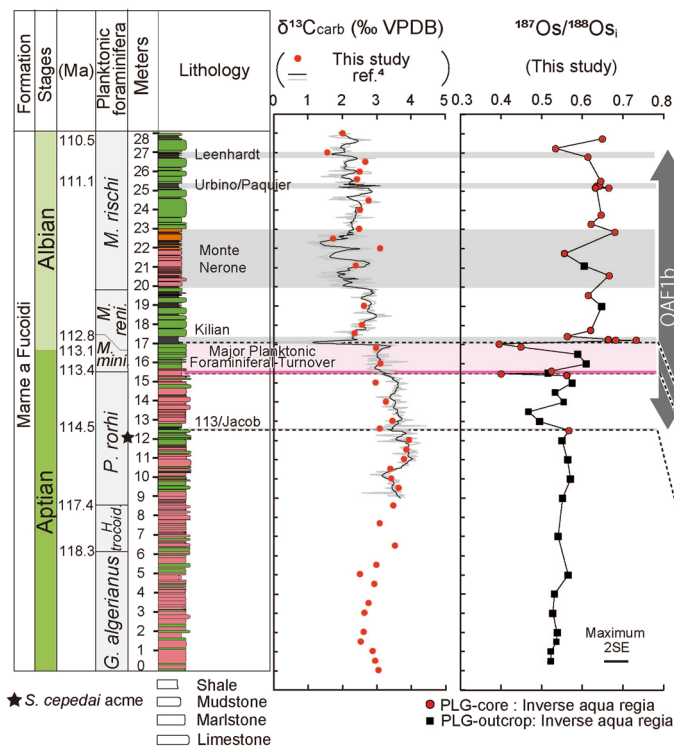 δ¹³Ccarb (‰ VPDB)
¹⁸⁷Os/¹⁸⁸Osᵢ
This study
ref.⁴
(This study)
Formation
Stages
(Ma)
Planktonic
foraminifera
Meters
Lithology
0 1 2 3 4 5
0.3 0.4 0.5 0.6 0.7 0.8
Marne a Fucoidi
Albian
Aptian
110.5
111.1
112.8
113.1
113.4
114.5
117.4
118.3
M. rischi
M. reni.
M. mini.
P. rorhi
H. trocoid.
G. algerianus
28
27
26
25
24
23
22
21
20
19
18
17
16
15
14
13
12
11
10
9
8
7
6
5
4
3
2
1
0
Leenhardt
Urbino/Paquier
Monte
Nerone
Kilian
Major Planktonic
Foraminiferal-Turnover
113/Jacob
OAE1b
Maximum
2SE
★ S. cepedai acme
Shale
Mudstone
Marlstone
Limestone
PLG-core : Inverse aqua regia
PLG-outcrop: Inverse aqua regia